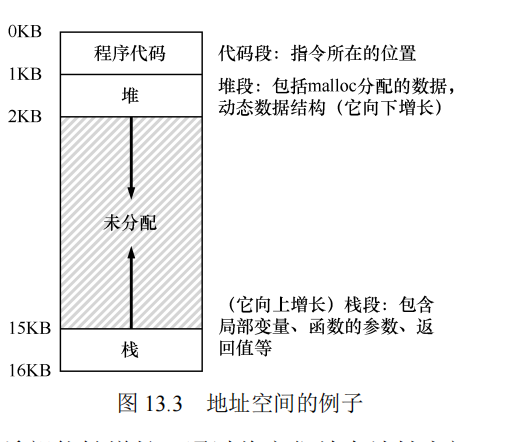 0KB
程序代码
代码段：指令所在的位置
1KB
堆
堆段：包括malloc分配的数据，
动态数据结构（它向下增长）
2KB
未分配
（它向上增长）栈段：包含
局部变量、函数的参数、返
回值等
15KB
栈
16KB
图 13.3 地址空间的例子